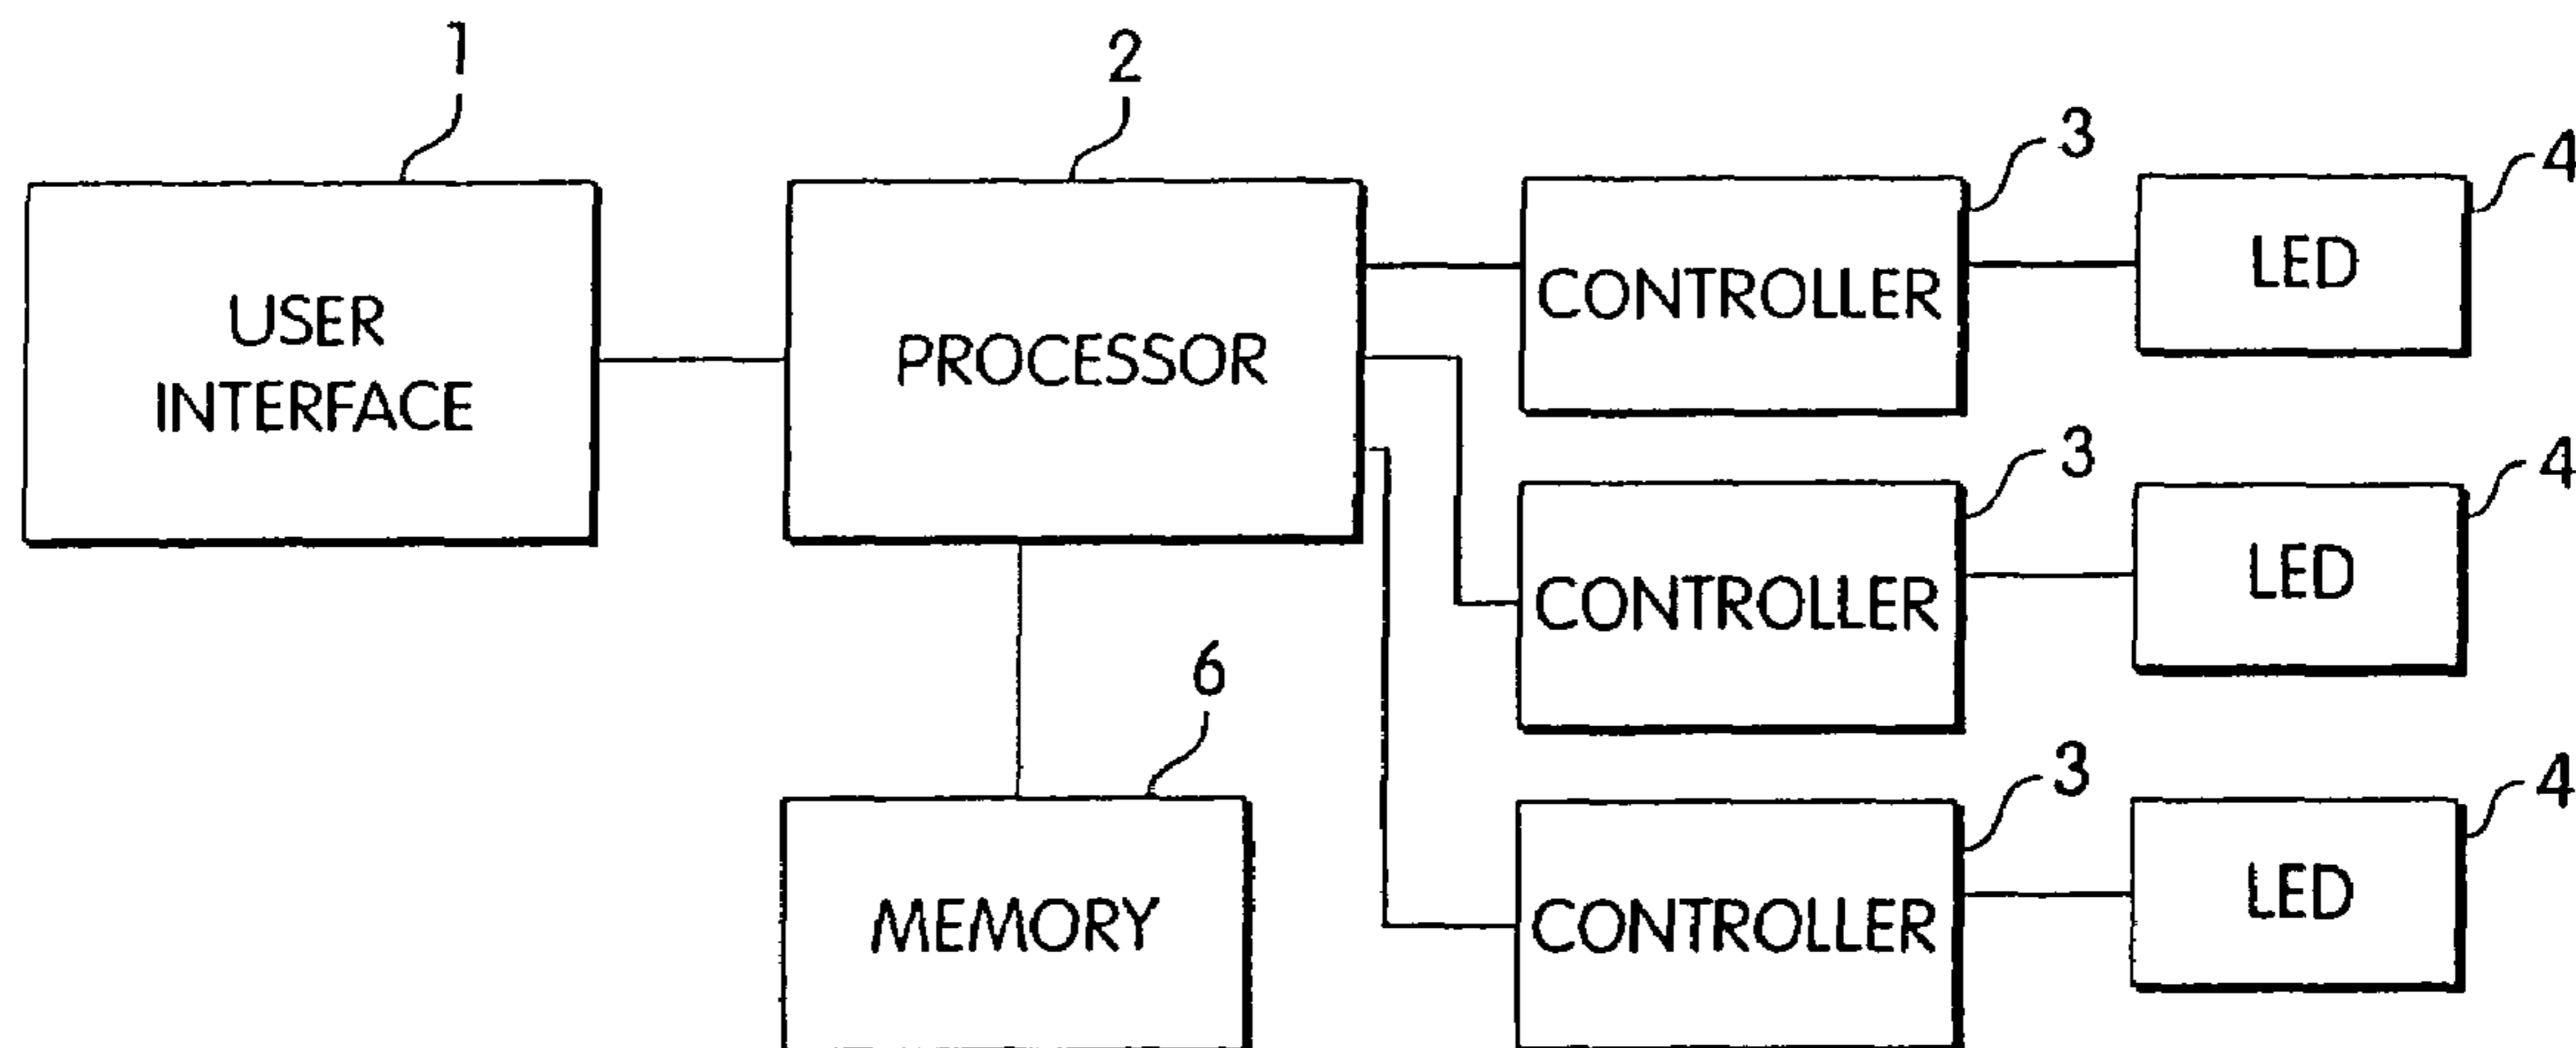 1
2
3
4
USER
INTERFACE
PROCESSOR
CONTROLLER
LED
3
4
CONTROLLER
LED
6
MEMORY
3
4
CONTROLLER
LED